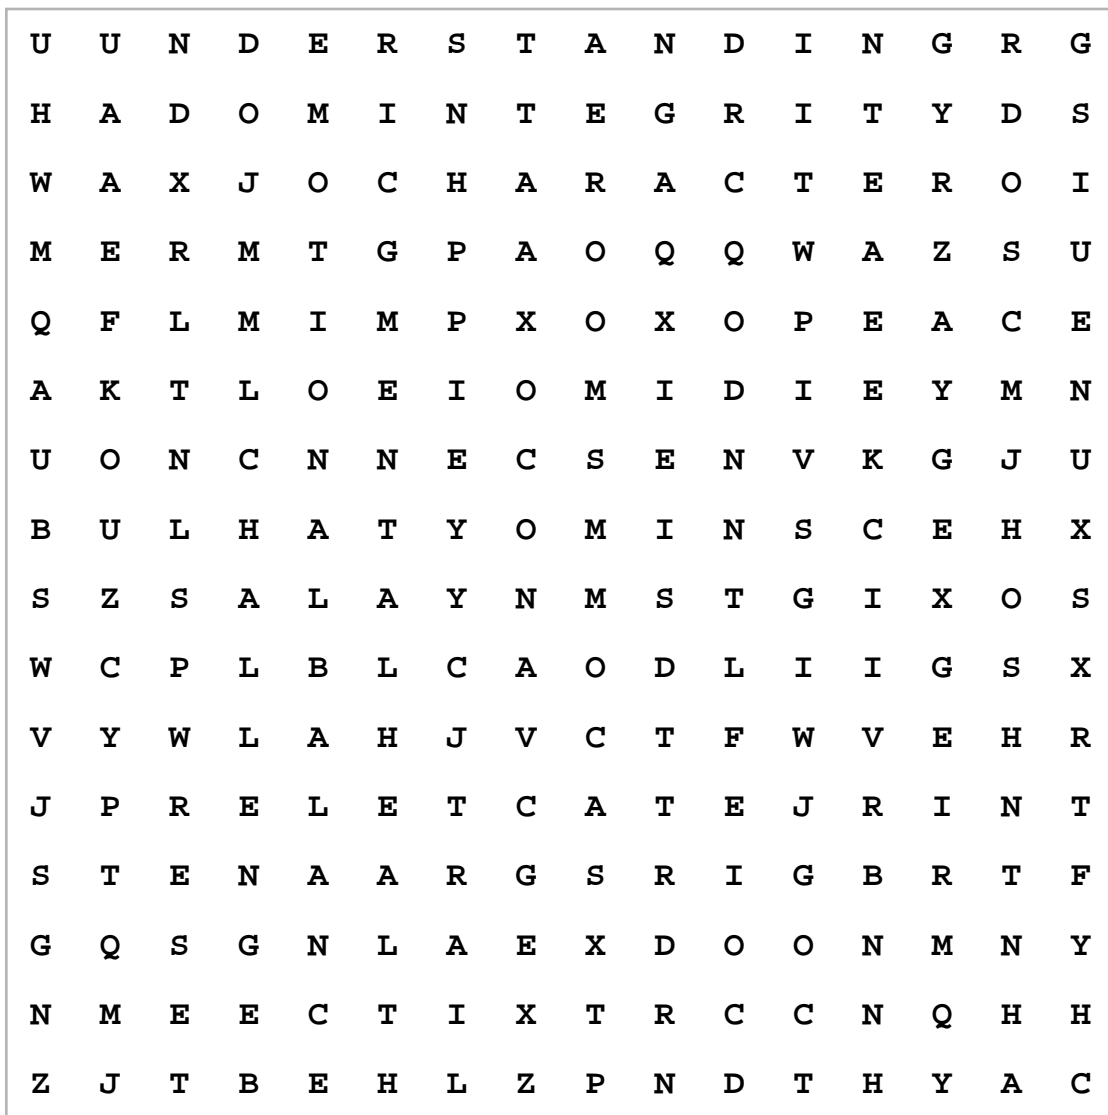 U U N D E R S T A N D I N G R G
H A D O M I N T E G R I T Y D S
W A X J O C H A R A C T E R O I
M E R M T G P A O Q Q W A Z S U
Q F L M I M P X O X O P E A C E
A K T L O E I O M I D I E Y M N
U O N C N N E C S E N V K G J U
B U L H A T Y O M I N S C E H X
S Z S A L A Y N M S T G I X O S
W C P L B L C A O D L I I G S X
V Y W L A H J V C T F W V E H R
J P R E L E T C A T E J R I N T
S T E N A A R G S R I G B R T F
G Q S G N L A E X D O O N M N Y
N M E E C T I X T R C C N Q H H
Z J T B E H L Z P N D T H Y A C